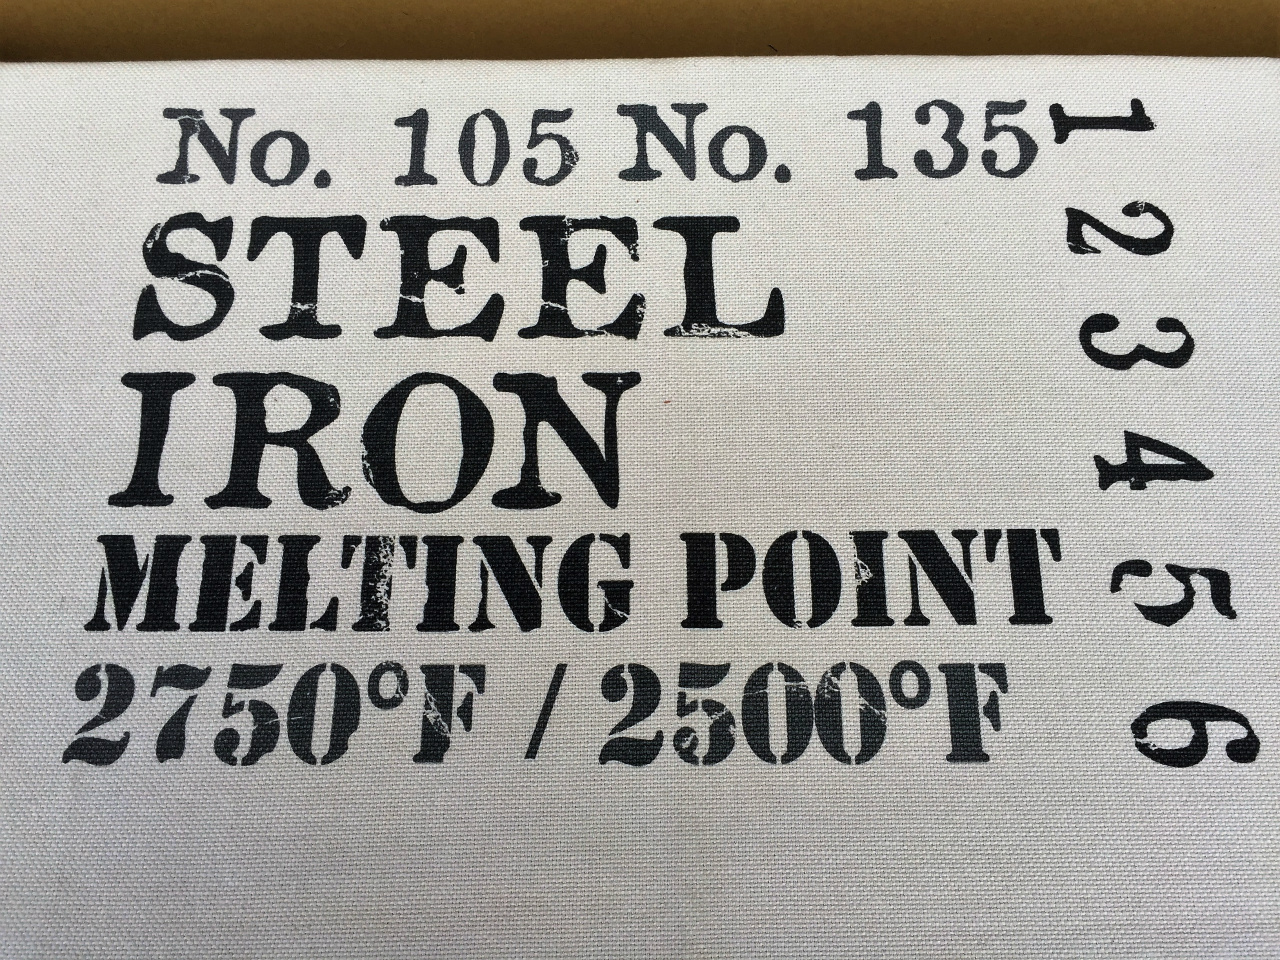 No. 105 No. 135
STEEL
IRON
MELTING POINT
2750°F / 2500°F
1 2 3 4 5 6